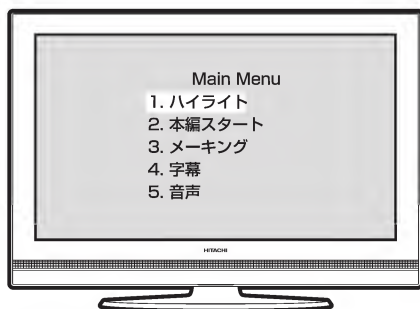 Main Menu
1. ハイライト
2. 本編スタート
3. メーキング
4. 字幕
5. 音声
HITACHI